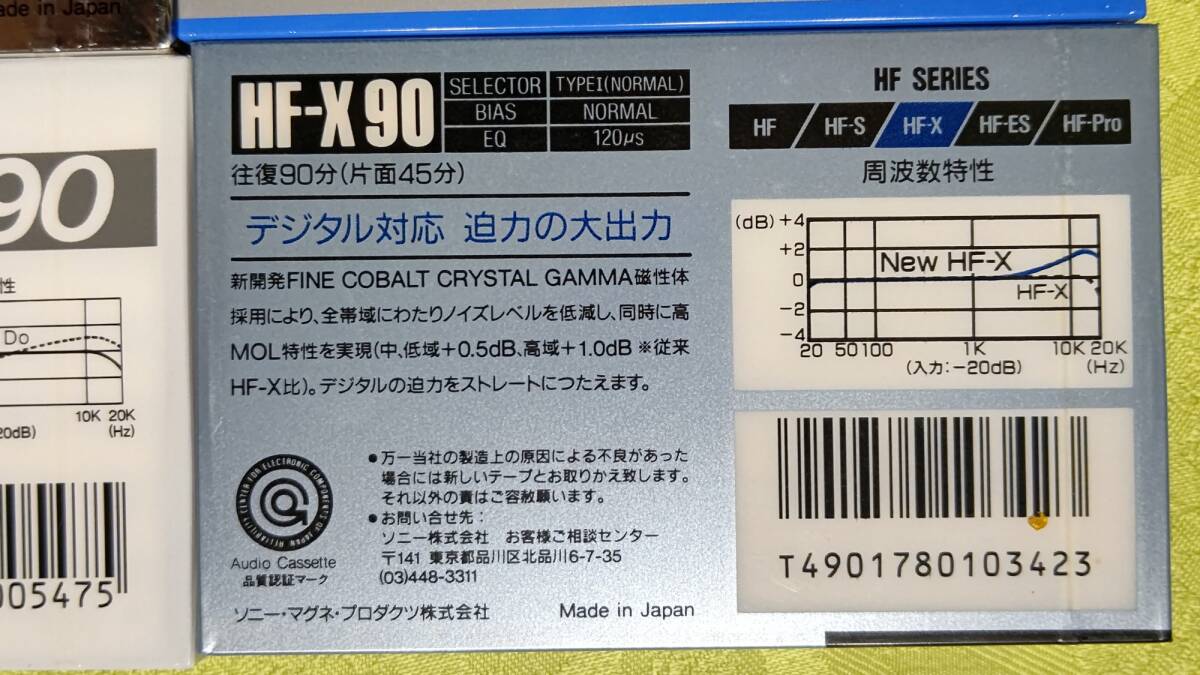 ade in Japan
90
性
Do
10K 20K
20dB) (Hz)
005475
HF-X 90
SELECTOR TYPEI(NORMAL)
BIAS NORMAL
EQ 120μs
往復90分(片面45分)
デジタル対応 迫力の大出力
新開発FINE COBALT CRYSTAL GAMMA磁性体
採用により、全帯域にわたりノイズレベルを低減し、同時に高
MOL特性を実現(中、低域+0.5dB、高域+1.0dB ※従来
HF-X比)。デジタルの迫力をストレートにつたえます。
RELIABILITY CENTER FOR ELECTRONIC COMPONENTS OF JAPAN
Audio Cassette
品質認証マーク
●万一当社の製造上の原因による不良があった
場合には新しいテープとお取りかえ致します。
それ以外の責はご容赦願います。
●お問い合せ先:
ソニー株式会社 お客様ご相談センター
〒141 東京都品川区北品川6-7-35
(03)448-3311
ソニー・マグネ・プロダクツ株式会社
Made in Japan
HF SERIES
HF HF-S HF-X HF-ES HF-Pro
周波数特性
(dB) +4
+2
0
-2
-4
New HF-X
HF-X
20 50 100 1K 10K 20K
(入力:-20dB) (Hz)
T4901780103423